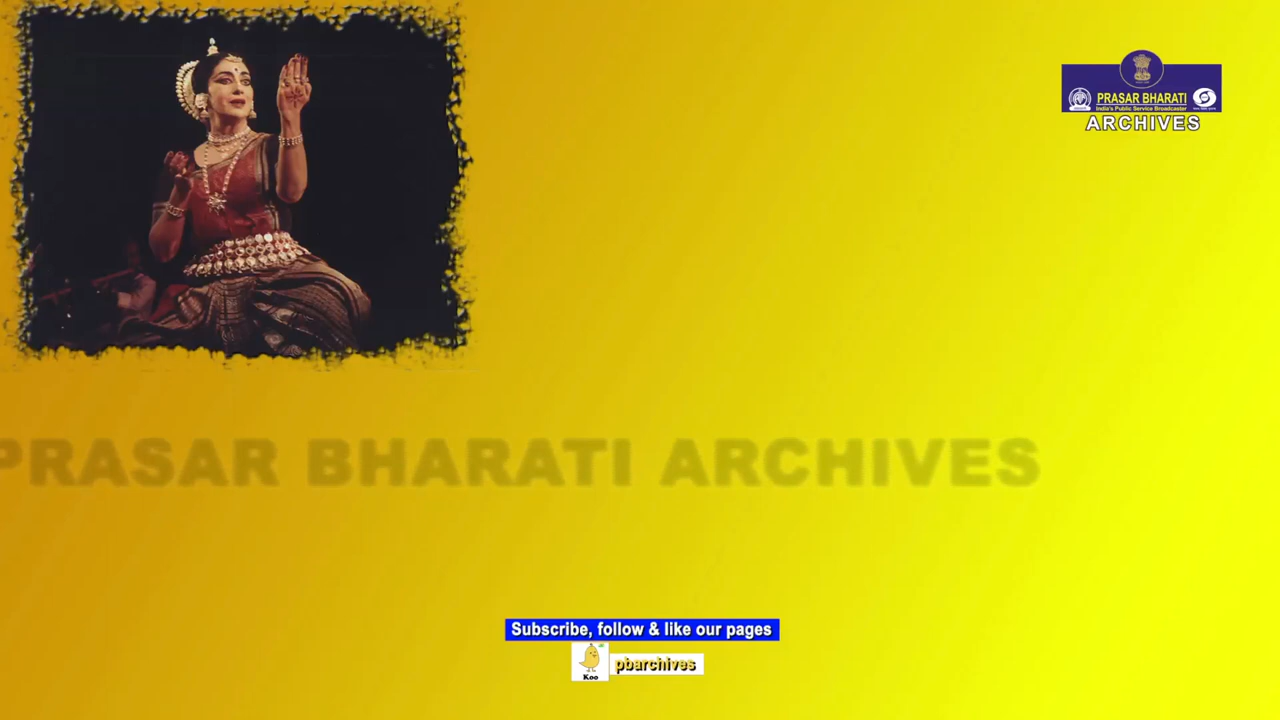 PRASAR BHARATI
India's Public Service Broadcaster
ARCHIVES
PRASAR BHARATI ARCHIVES
Subscribe, follow & like our pages
Koo
pbarchives